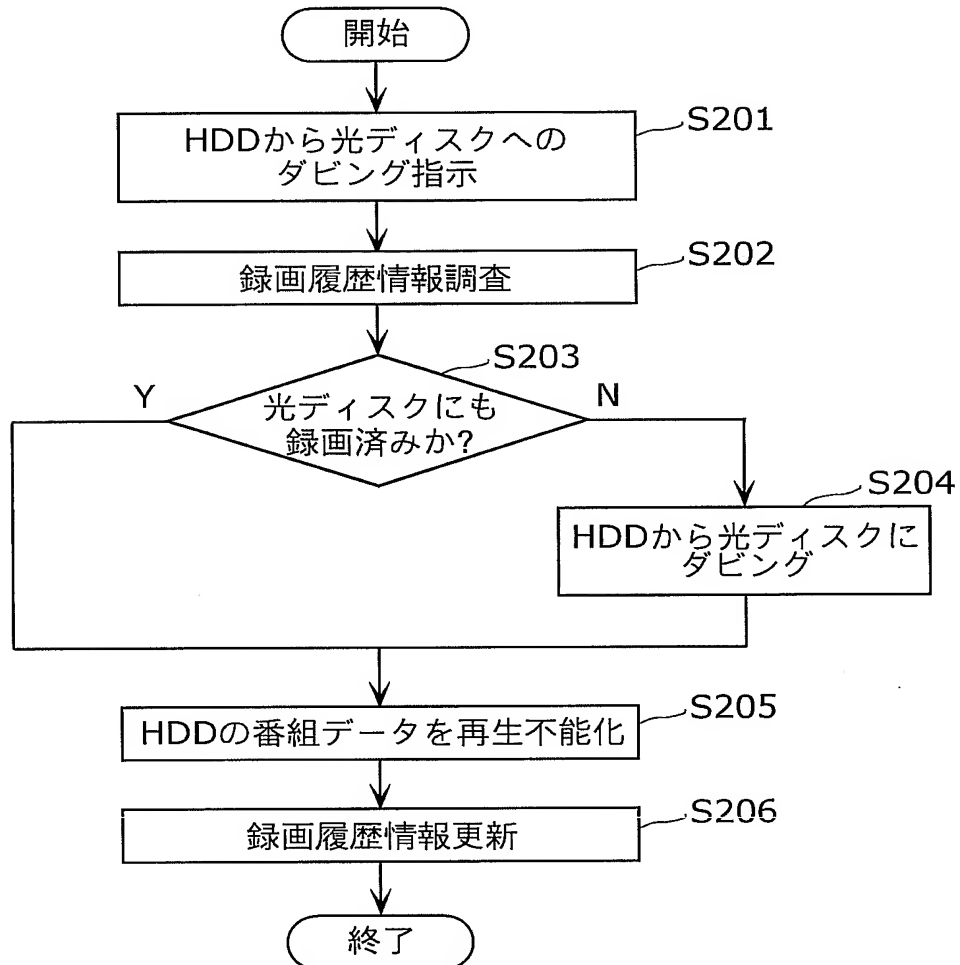 開始
HDDから光ディスクへの
ダビング指示
S201
録画履歴情報調査
S202
S203
光ディスクにも
録画済みか?
Y
N
S204
HDDから光ディスクに
ダビング
HDDの番組データを再生不能化
S205
録画履歴情報更新
S206
終了